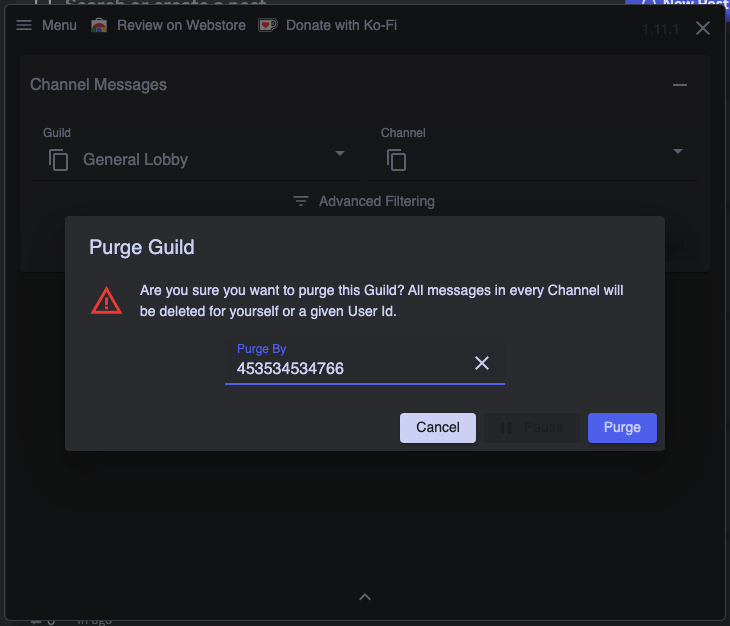 Search or create a post
New Post
Menu Review on Webstore Donate with Ko-Fi
1.11.1
Channel Messages
Guild Channel
General Lobby
Advanced Filtering
Purge Guild
Are you sure you want to purge this Guild? All messages in every Channel will
be deleted for yourself or a given User Id.
Purge By
453534534766
Cancel Pause Purge